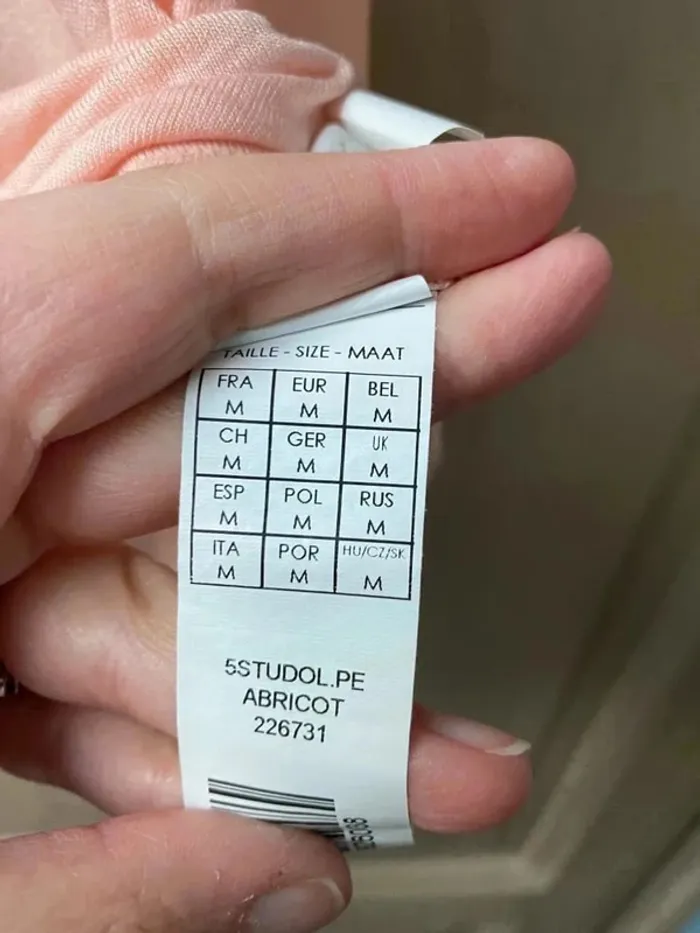 TAILLE - SIZE - MAAT
FRA EUR BEL
M M M
CH GER UK
M M M
ESP POL RUS
M M M
ITA POR HU/CZ/SK
M M M
5STUDOL.PE
ABRICOT
226731